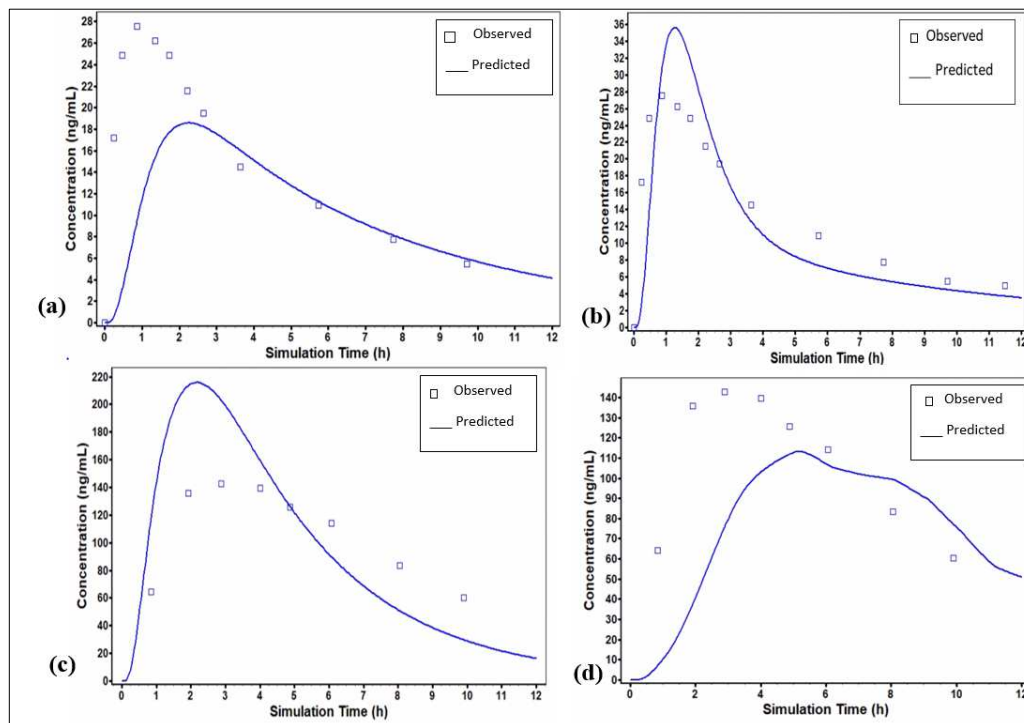 Concentration (ng/mL)
28
26
24
22
20
18
16
14
12
10
8
6
4
2
0
Observed
___ Predicted
(a)
0 1 2 3 4 5 6 7 8 9 10 11 12
Simulation Time (h)
Concentration (ng/mL)
36
34
32
30
28
26
24
22
20
18
16
14
12
10
8
6
4
2
0
Observed
___ Predicted
(b)
0 1 2 3 4 5 6 7 8 9 10 11 12
Simulation Time (h)
Concentration (ng/mL)
220
200
180
160
140
120
100
80
60
40
20
0
Observed
___ Predicted
(c)
0 1 2 3 4 5 6 7 8 9 10 11 12
Simulation Time (h)
Concentration (ng/mL)
140
130
120
110
100
90
80
70
60
50
40
30
20
10
0
Observed
___ Predicted
(d)
0 2 4 6 8 10 12
Simulation Time (h)